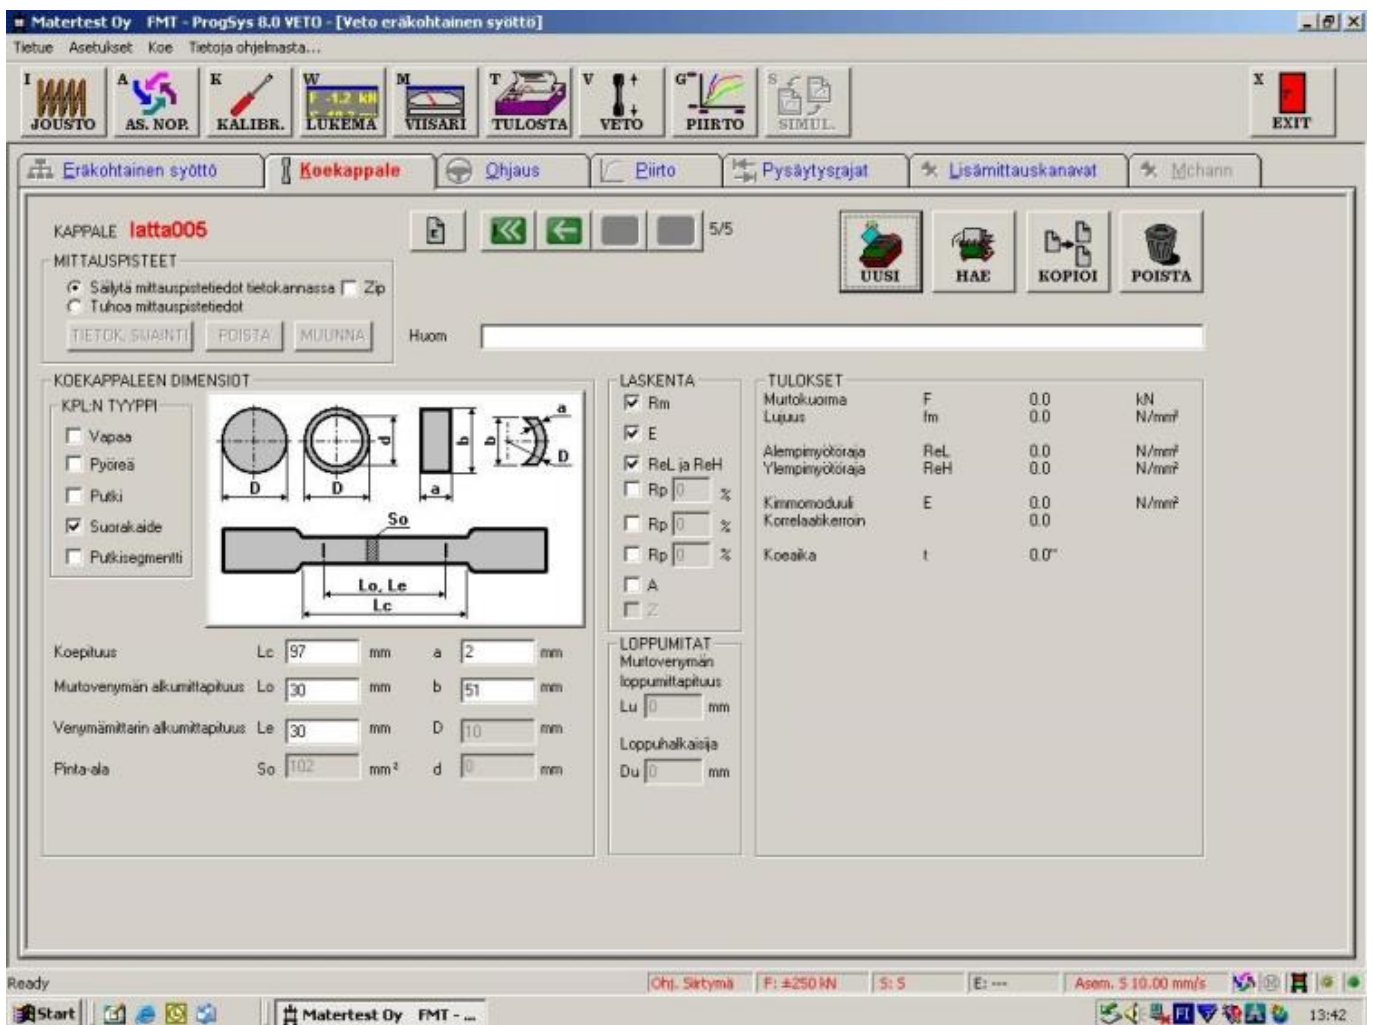 Matertest Oy FMT - ProgSys 8.0 VETO - [Veto eräkohtainen syöttö]
Tietue Asetukset Koe Tietoja ohjelmasta...
I JOUSTO
A AS. NOP.
K KALIBR.
W F -1.2 kN LUKEMA
M VIISARI
T TULOSTA
V VETO
G PIIRTO
S SIMUL.
X EXIT
Eräkohtainen syöttö Koekappale Ohjaus Piirto Pysäytysrajat Lisämittauskanavat Mchann
KAPPALE latta005 5/5
UUSI HAE KOPIOI POISTA
MITTAUSPISTEET
Säilytä mittauspistetiedot tietokannassa Zip
Tuhoa mittauspistetiedot
TIETOK. SIJAINTI POISTA MUUNNA
Huom
KOEKAPPALEEN DIMENSIOT
KPL:N TYYPPI
Vapaa
Pyöreä
Putki
Suorakaide
Putkisegmentti
D D d a b b a D
So
Lo, Le
Lc
Koepituus Lc 97 mm a 2 mm
Murtovenymän alkumittapituus Lo 30 mm b 51 mm
Venymämittarin alkumittapituus Le 30 mm D 10 mm
Pinta-ala So 102 mm² d 0 mm
LASKENTA
Rm
E
ReL ja ReH
Rp 0 %
Rp 0 %
Rp 0 %
A
Z
LOPPUMITAT
Murtovenymän
loppumittapituus
Lu 0 mm
Loppuhalkaisija
Du 0 mm
TULOKSET
Murtokuorma F 0.0 kN
Lujuus fm 0.0 N/mm²
Alempimyötöraja ReL 0.0 N/mm²
Ylempimyötöraja ReH 0.0 N/mm²
Kimmomoduuli E 0.0 N/mm²
Korrelaatikerroin 0.0
Koeaika t 0.0"
Ready Ohj. Siirtymä F: ±250 kN S: S E: --- Asem. S 10.00 mm/s
Start Matertest Oy FMT - ... FI 13:42